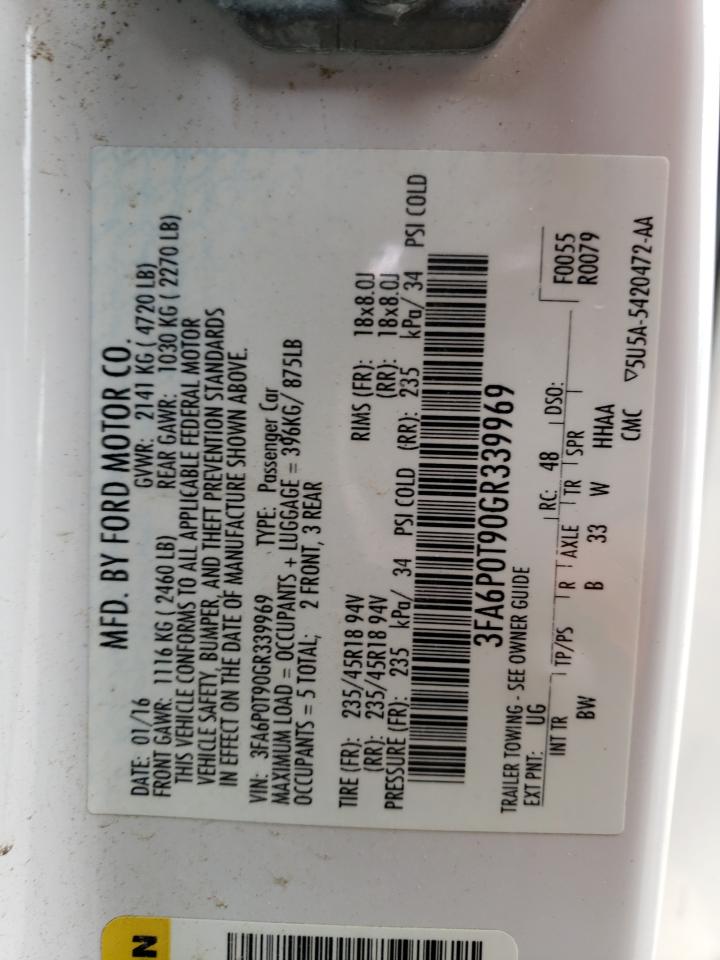 MFD. BY FORD MOTOR CO.
DATE: 01/16 GVWR: 2141 KG ( 4720 LB)
FRONT GAWR: 1116 KG ( 2460 LB) REAR GAWR: 1030 KG ( 2270 LB)
THIS VEHICLE CONFORMS TO ALL APPLICABLE FEDERAL MOTOR
VEHICLE SAFETY, BUMPER, AND THEFT PREVENTION STANDARDS
IN EFFECT ON THE DATE OF MANUFACTURE SHOWN ABOVE.
VIN: 3FA6P0T90GR339969 TYPE: Passenger Car
MAXIMUM LOAD = OCCUPANTS + LUGGAGE = 396KG/ 875LB
OCCUPANTS = 5 TOTAL; 2 FRONT, 3 REAR
TIRE (FR): 235/45R18 94V RIMS (FR): 18x8.0J
(RR): 235/45R18 94V (RR): 18x8.0J
PRESSURE (FR): 235 kPa/ 34 PSI COLD (RR): 235 kPa/ 34 PSI COLD
3FA6P0T90GR339969
TRAILER TOWING - SEE OWNER GUIDE
EXT PNT: UG RC: 48 DSO: F0055
INT TR TP/PS R AXLE TR SPR R0079
BW B 33 W HHAA
CMC ▽5U5A-5420472-AA
N